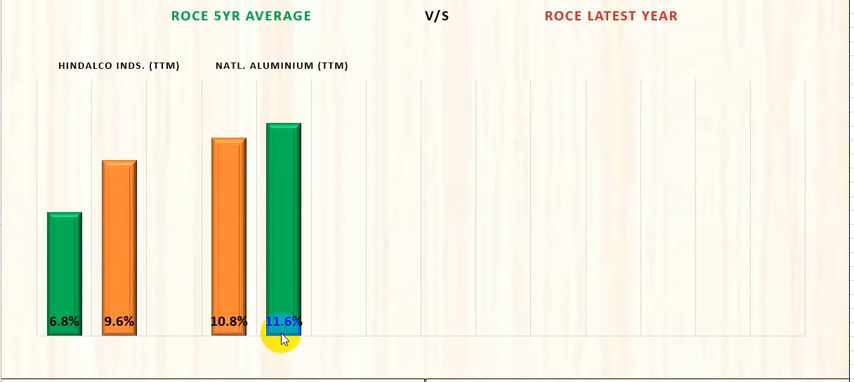 ROCE 5YR AVERAGE V/S ROCE LATEST YEAR
HINDALCO INDS. (TTM) NATL. ALUMINIUM (TTM)
6.8% 9.6% 10.8% 11.6%